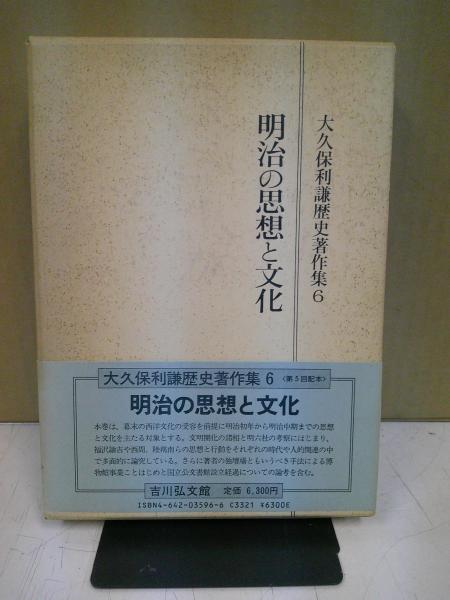 大久保利謙歴史著作集6
明治の思想と文化
大久保利謙歴史著作集 6 〈第5回配本〉
明治の思想と文化
本巻は、幕末の西洋文化の受容を前提に明治初年から明治中期までの思想
と文化を主たる対象とする。文明開化の諸相と明六社の考察にはじまり、
福沢諭吉や西周、陸羯南らの思想と行動をそれぞれの時代や人的関連の中
で多面的に論究している。さらに著者の独壇場ともいうべき手法による博
物館事業ことはじめと国立公文書館設立経過についての論考を含む。
吉川弘文館 定価 6,300円
ISBN4-642-03596-6 C3321 ¥6300E